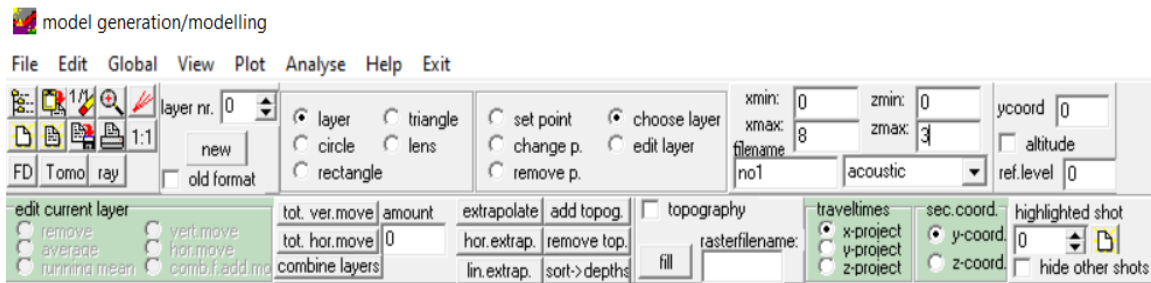 model generation/modelling
File Edit Global View Plot Analyse Help Exit
1/1 layer nr. 0 layer triangle set point choose layer xmin: 0 zmin: 0 ycoord 0
1:1 new circle lens change p. edit layer xmax: 8 zmax: 3 altitude
FD Tomo ray old format rectangle remove p. filename no1 acoustic ref.level 0
edit current layer tot. ver.move amount extrapolate add topog. topography traveltimes sec.coord. highlighted shot
remove vert.move tot. hor.move 0 hor.extrap. remove top. rasterfilename: x-project y-coord. 0
average hor.move y-project
running mean comb.f.add.mo combine layers lin.extrap. sort->depths fill z-project z-coord. hide other shots